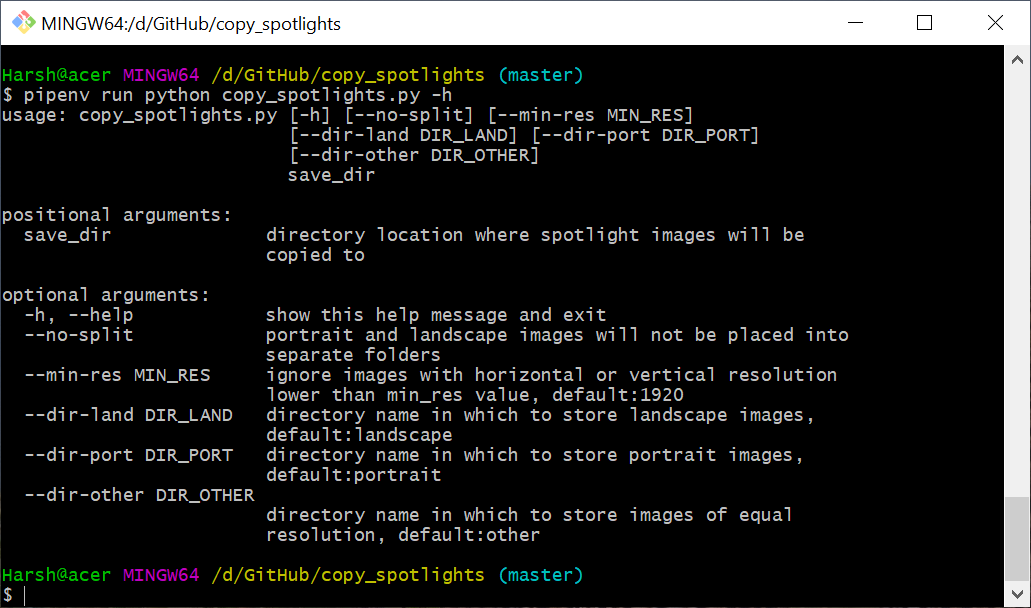 MINGW64:/d/GitHub/copy_spotlights
Harsh@acer MINGW64 /d/GitHub/copy_spotlights (master)
$ pipenv run python copy_spotlights.py -h
usage: copy_spotlights.py [-h] [--no-split] [--min-res MIN_RES]
                          [--dir-land DIR_LAND] [--dir-port DIR_PORT]
                          [--dir-other DIR_OTHER]
                          save_dir

positional arguments:
  save_dir              directory location where spotlight images will be
                        copied to

optional arguments:
  -h, --help            show this help message and exit
  --no-split            portrait and landscape images will not be placed into
                        separate folders
  --min-res MIN_RES     ignore images with horizontal or vertical resolution
                        lower than min_res value, default:1920
  --dir-land DIR_LAND   directory name in which to store landscape images,
                        default:landscape
  --dir-port DIR_PORT   directory name in which to store portrait images,
                        default:portrait
  --dir-other DIR_OTHER
                        directory name in which to store images of equal
                        resolution, default:other

Harsh@acer MINGW64 /d/GitHub/copy_spotlights (master)
$